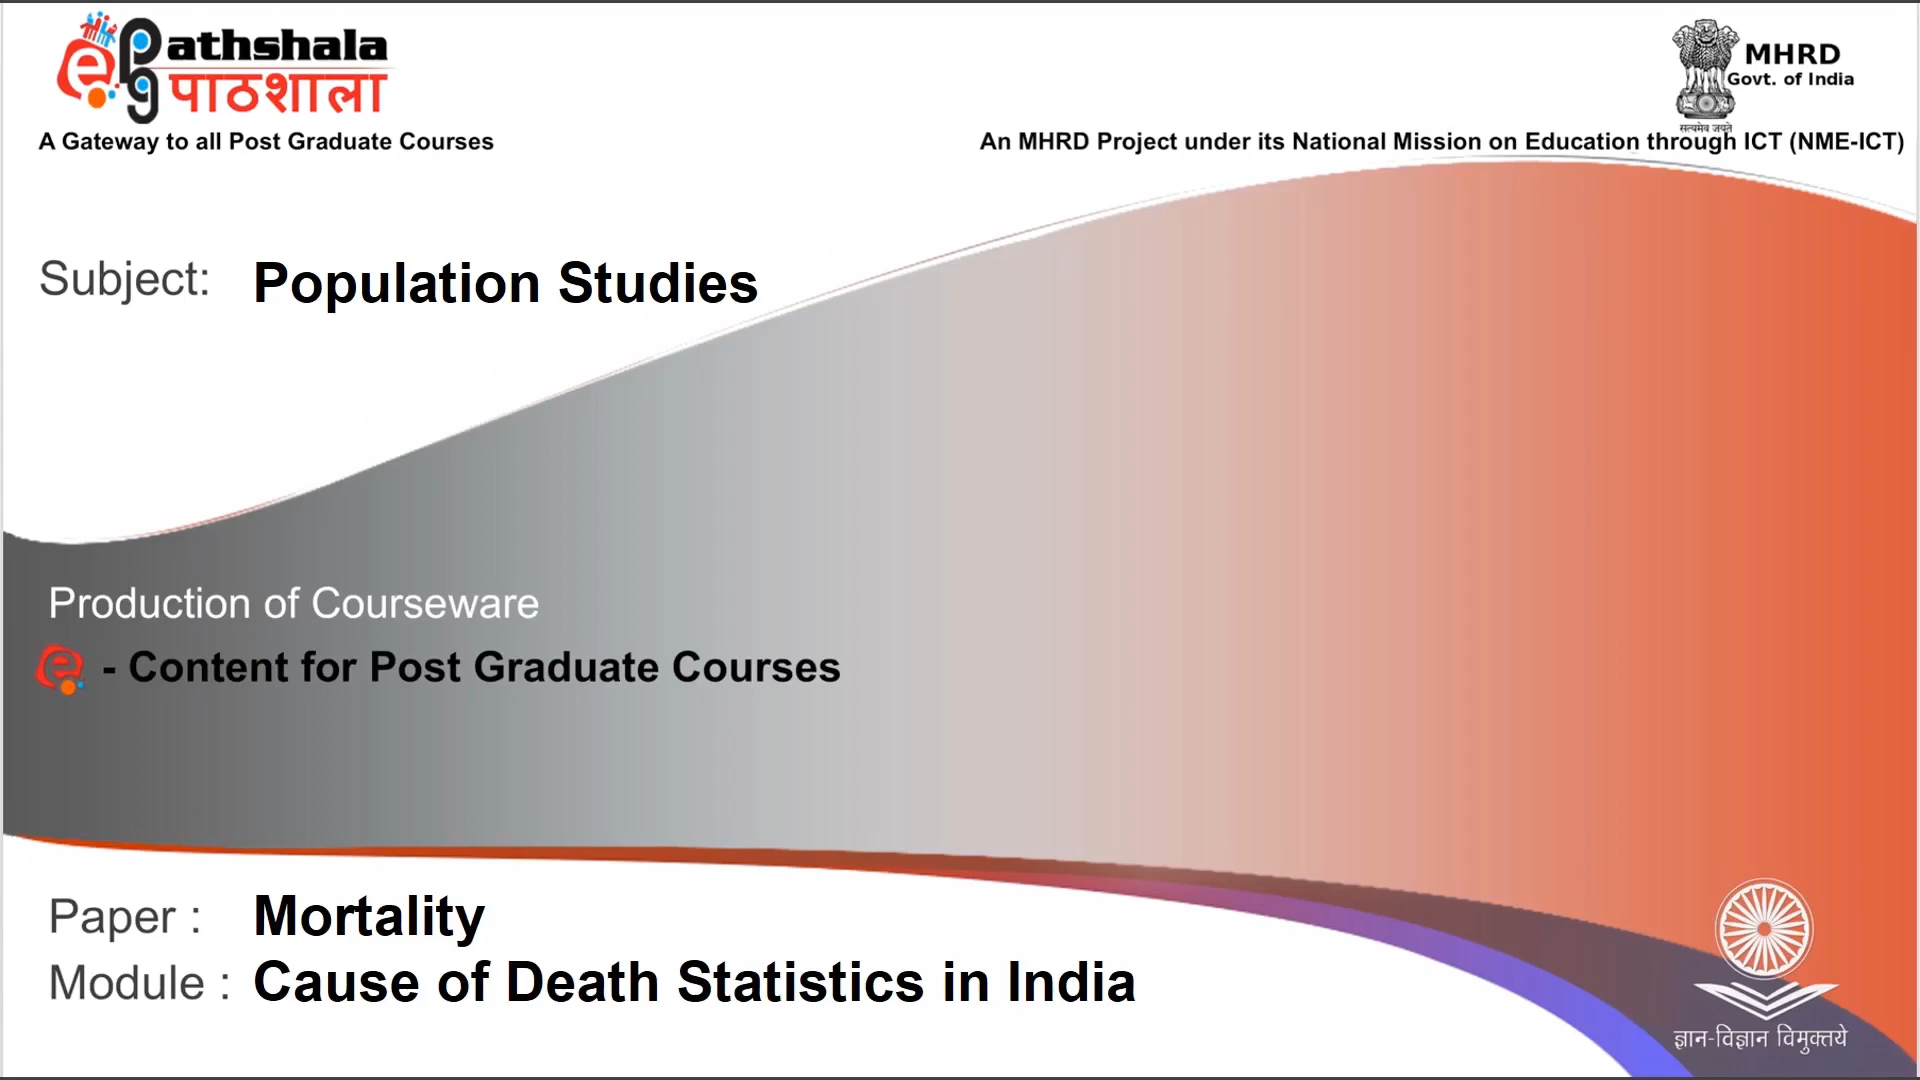 Pathshala
पाठशाला
A Gateway to all Post Graduate Courses
MHRD
Govt. of India
सत्यमेव जयते
An MHRD Project under its National Mission on Education through ICT (NME-ICT)
Subject: Population Studies
Production of Courseware
e - Content for Post Graduate Courses
Paper : Mortality
Module : Cause of Death Statistics in India
ज्ञान-विज्ञान विमुक्तये